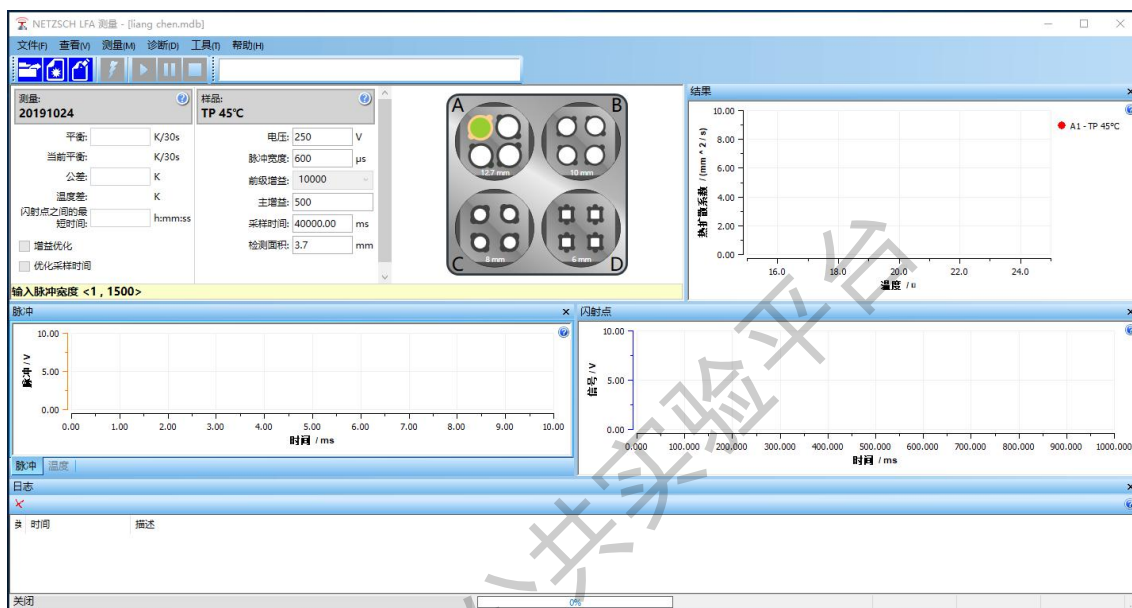 NETZSCH LFA 测量 - [liang chen.mdb]
文件(F) 查看(V) 测量(M) 诊断(D) 工具(T) 帮助(H)
测量:
20191024
平衡: K/30s
当前平衡: K/30s
公差: K
温度差: K
闪射点之间的最
短时间: h:mm:ss
增益优化
优化采样时间
样品:
TP 45°C
电压: 250 V
脉冲宽度: 600 μs
前级增益: 10000
主增益: 500
采样时间: 40000.00 ms
检测面积: 3.7 mm
A
B
12.7 mm
10 mm
8 mm
6 mm
C
D
输入脉冲宽度 <1 , 1500>
结果
10.00
8.00
6.00
4.00
2.00
0.00
热扩散系数 / (mm ^ 2 / s)
16.0 18.0 20.0 22.0 24.0
温度 /
A1 - TP 45°C
脉冲
10.00
5.00
0.00
脉冲 / V
0.00 1.00 2.00 3.00 4.00 5.00 6.00 7.00 8.00 9.00 10.00
时间 / ms
脉冲 温度
闪射点
10.00
5.00
0.00
信号 / V
0.000 100.000 200.000 300.000 400.000 500.000 600.000 700.000 800.000 900.000 1000.000
时间 / ms
日志
时间 描述
关闭
0%
公共实验平台